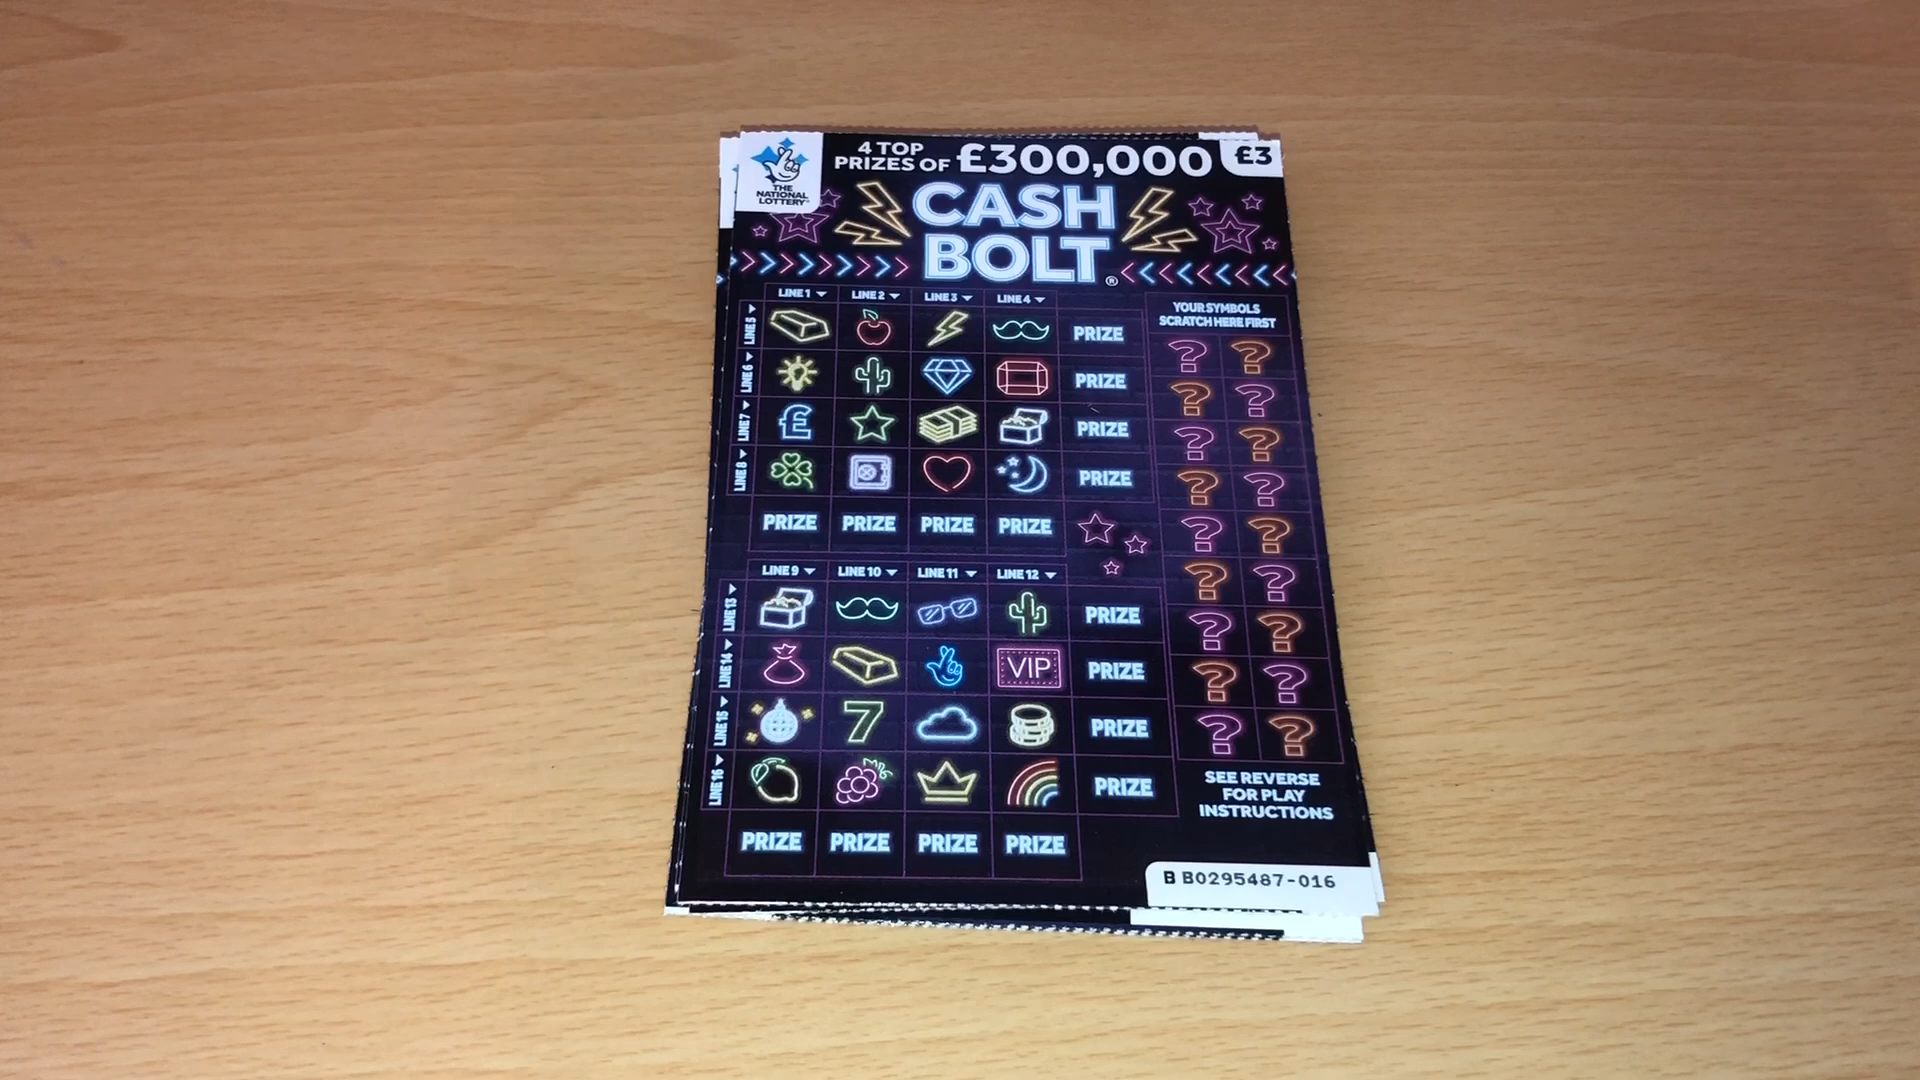 THE
NATIONAL
LOTTERY®
4 TOP
PRIZES OF £300,000
£3
CASH
BOLT®
LINE 1 LINE 2 LINE 3 LINE 4
LINE 5 PRIZE
LINE 6 PRIZE
LINE 7 £ PRIZE
LINE 8 PRIZE
PRIZE PRIZE PRIZE PRIZE
LINE 9 LINE 10 LINE 11 LINE 12
LINE 13 PRIZE
LINE 14 VIP PRIZE
LINE 15 7 PRIZE
LINE 16 PRIZE
PRIZE PRIZE PRIZE PRIZE
YOUR SYMBOLS
SCRATCH HERE FIRST
? ?
? ?
? ?
? ?
? ?
? ?
? ?
? ?
? ?
SEE REVERSE
FOR PLAY
INSTRUCTIONS
B B0295487-016